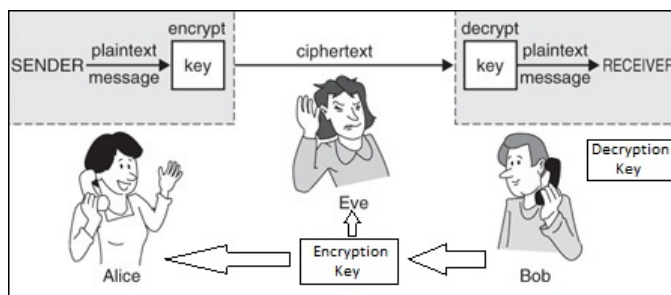 encrypt
decrypt
plaintext
ciphertext
plaintext
SENDER
key
key
RECEIVER
message
message
Decryption
Key
Eve
Encryption
Key
Alice
Bob